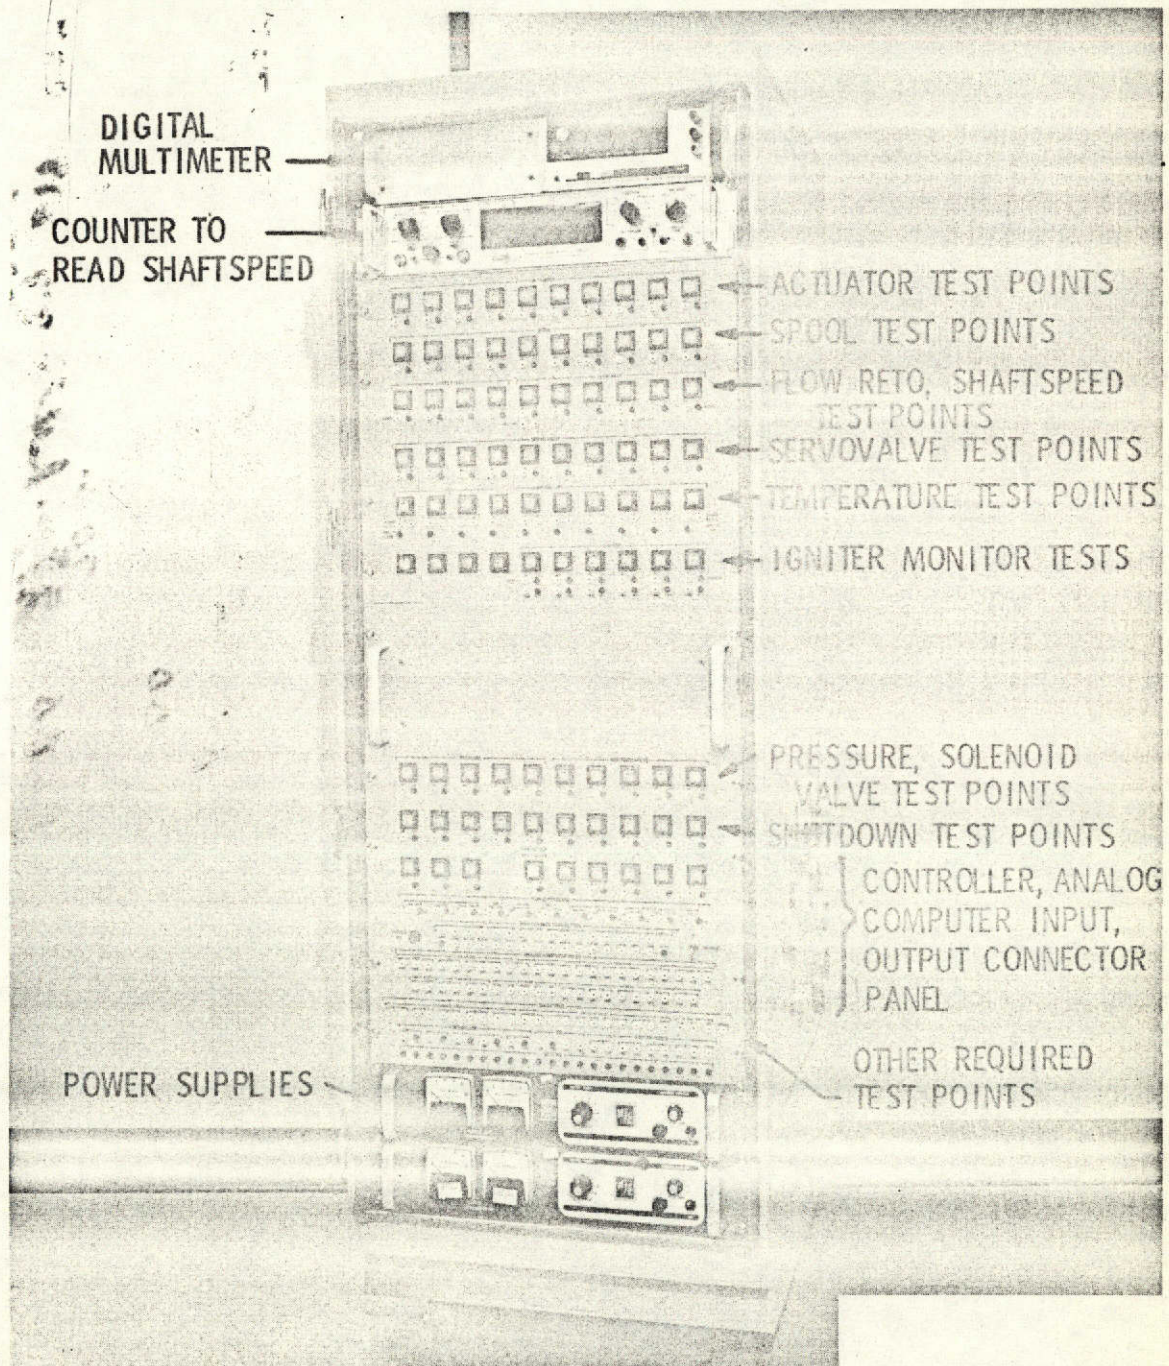 DIGITAL
MULTIMETER
COUNTER TO
READ SHAFTSPEED
ACTUATOR TEST POINTS
SPOOL TEST POINTS
FLOW RETO, SHAFTSPEED
TEST POINTS
SERVOVALVE TEST POINTS
TEMPERATURE TEST POINTS
IGNITER MONITOR TESTS
PRESSURE, SOLENOID
VALVE TEST POINTS
SHUTDOWN TEST POINTS
CONTROLLER, ANALOG
COMPUTER INPUT,
OUTPUT CONNECTOR
PANEL
OTHER REQUIRED
TEST POINTS
POWER SUPPLIES